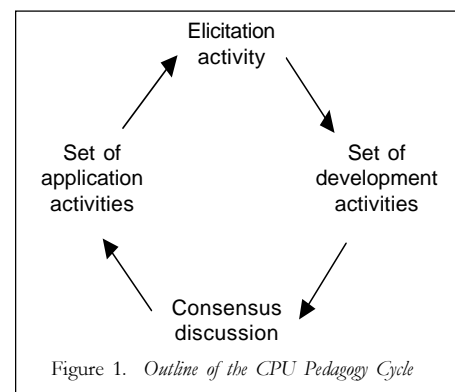 Elicitation
activity
Set of
application
activities
Set of
development
activities
Consensus
discussion
Figure 1. Outline of the CPU Pedagogy Cycle